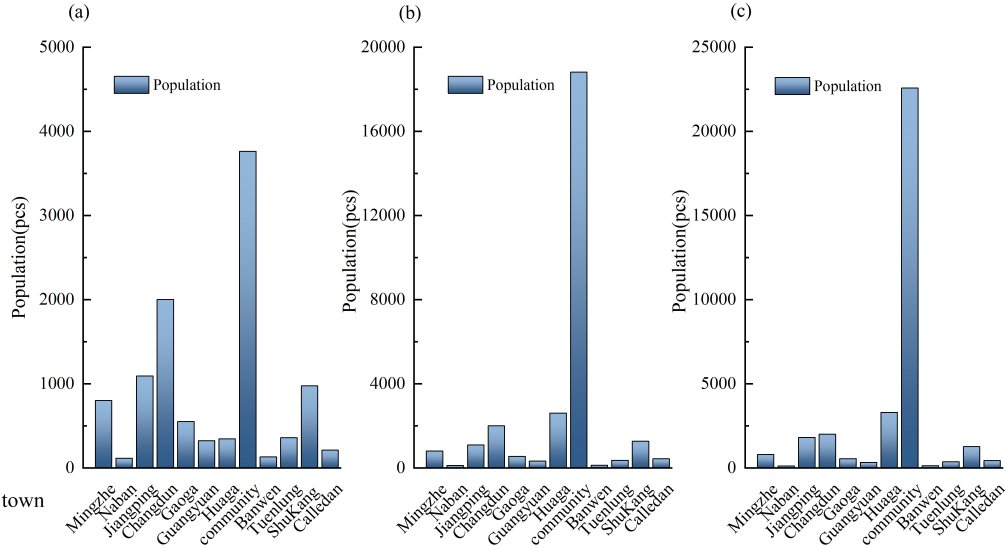 (a)
Population(pcs)
5000
4000
3000
2000
1000
0
Population
town
Mingzhe
Naban
Jiangping
Changdun
Gaoga
Guangyuan
Huaga
community
Banwen
Tuenlung
ShuKang
Calledan
(b)
Population(pcs)
20000
16000
12000
8000
4000
0
Population
Mingzhe
Naban
Jiangping
Changdun
Gaoga
Guangyuan
Huaga
community
Banwen
Tuenlung
ShuKang
Calledan
(c)
Population(pcs)
25000
20000
15000
10000
5000
0
Population
Mingzhe
Naban
Jiangping
Changdun
Gaoga
Guangyuan
Huaga
community
Banwen
Tuenlung
ShuKang
Calledan